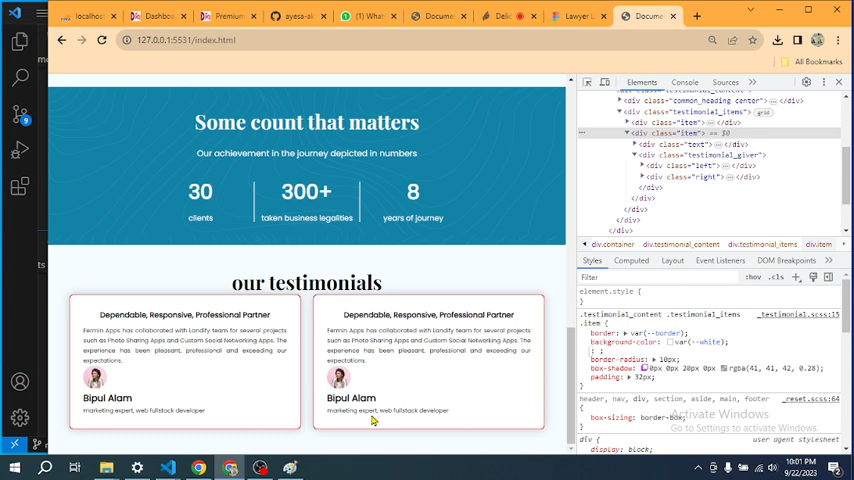 localhost
Dashbo
Premium
ayesa-al
(1) What
Docume
Delic
Lawyer L
Docume
127.0.0.1:5531/index.html
All Bookmarks
Some count that matters
Our achievement in the journey depicted in numbers
30
300+
8
clients
taken business legalities
years of journey
our testimonials
Dependable, Responsive, Professional Partner
Fermin Apps has collaborated with Landify team for several projects
such as Photo Sharing Apps and Custom Social Networking Apps. The
experience has been pleasant, professional and exceeding our
expectations.
Bipul Alam
marketing expert, web fullstack developer
Dependable, Responsive, Professional Partner
Fermin Apps has collaborated with Landify team for several projects
such as Photo Sharing Apps and Custom Social Networking Apps. The
experience has been pleasant, professional and exceeding our
expectations.
Bipul Alam
marketing expert, web fullstack developer
Elements
Console
Sources
<div class="common_heading center">…</div>
<div class="testimonial_items"> grid
<div class="item">…</div>
<div class="item"> == $0
<div class="text">…</div>
<div class="testimonial_giver">
<div class="left">…</div>
<div class="right">…</div>
</div>
</div>
</div>
</div>
</div>
div.container div.testimonial_content div.testimonial_items div.item
Styles Computed Layout Event Listeners DOM Breakpoints
Filter
:hov .cls
element.style {
}
.testimonial_content .testimonial_items _testimonial.scss:15
.item {
border: var(--border);
background-color: var(--white);
: ;
border-radius: 10px;
box-shadow: 0px 0px 20px 0px rgba(41, 41, 42, 0.28);
padding: 32px;
}
header, nav, div, section, aside, main, footer _reset.scss:64
{
box-sizing: border-box;
}
div { user agent stylesheet
display: block;
Activate Windows
Go to Settings to activate Windows.
9
10:01 PM
9/22/2023
2